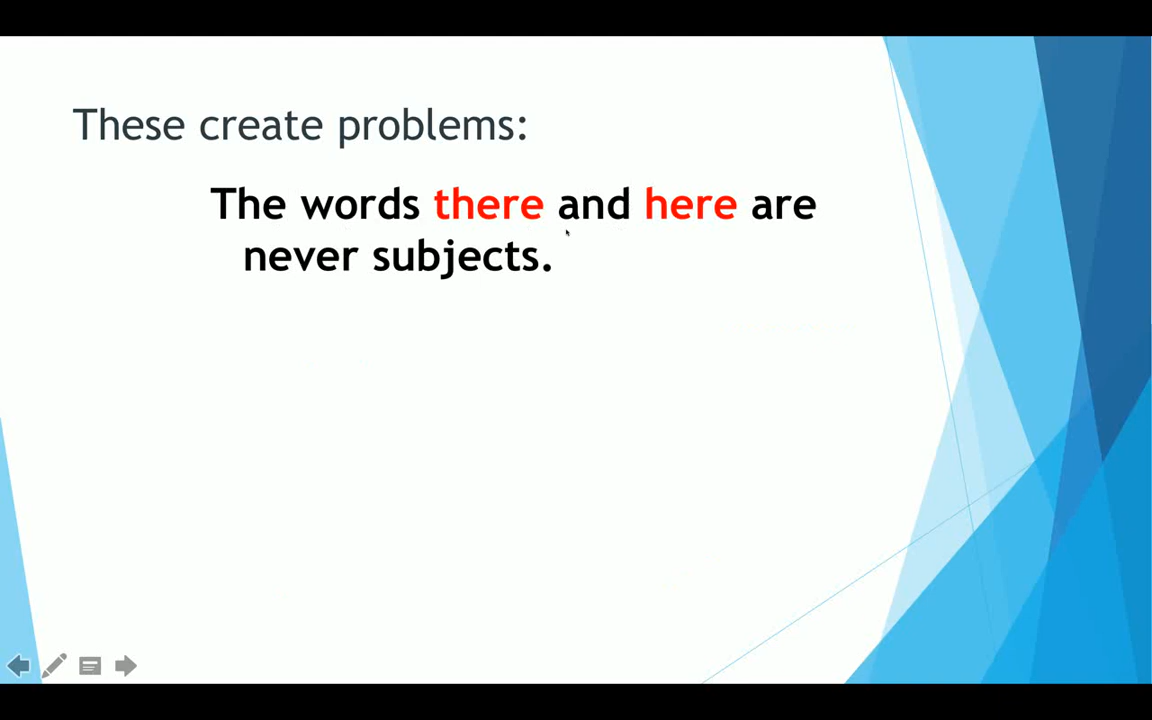 These create problems:
The words there and here are
never subjects.